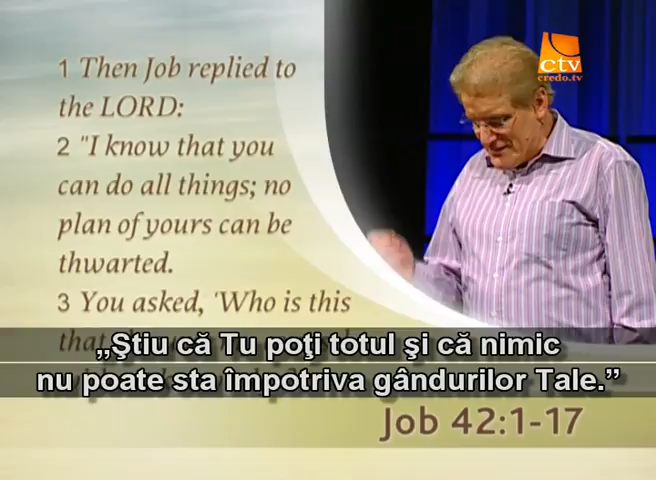 1 Then Job replied to
the LORD:
2 "I know that you
can do all things; no
plan of yours can be
thwarted.
3 You asked, 'Who is this
„Ştiu că Tu poţi totul şi că nimic
nu poate sta împotriva gândurilor Tale.”
Job 42:1-17
ctv
credo.tv